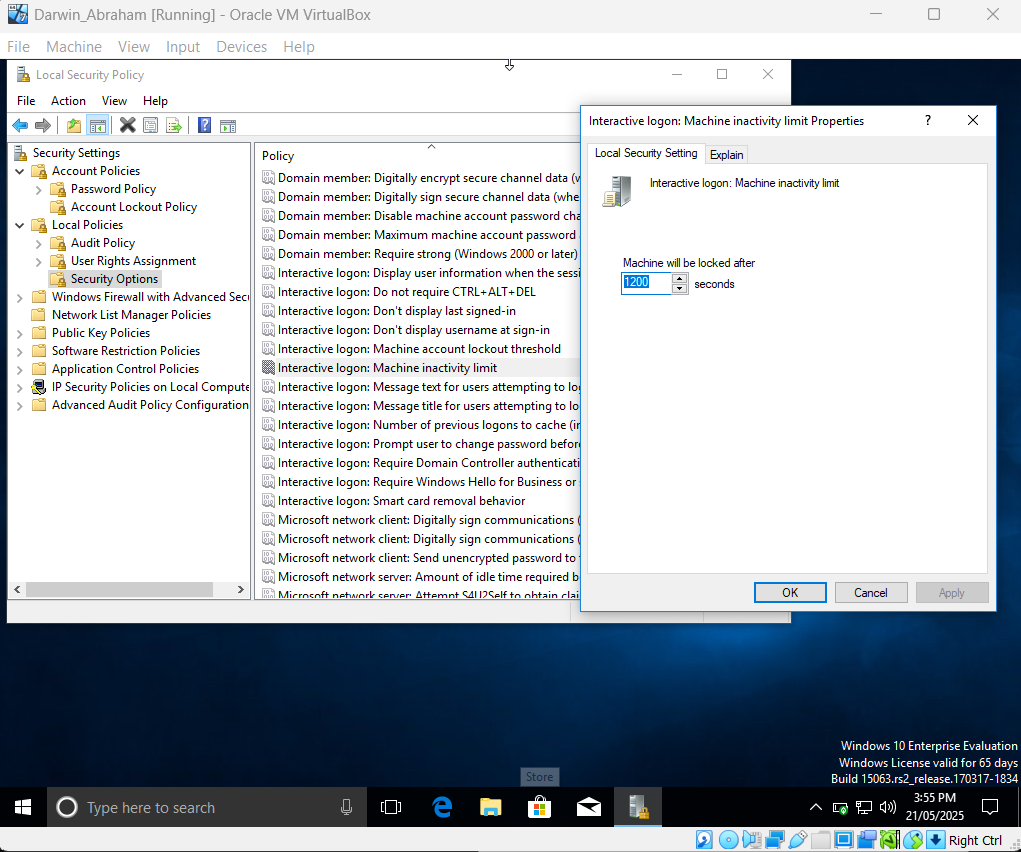 Darwin_Abraham [Running] - Oracle VM VirtualBox
File Machine View Input Devices Help
Local Security Policy
File Action View Help
Security Settings
Account Policies
Password Policy
Account Lockout Policy
Local Policies
Audit Policy
User Rights Assignment
Security Options
Windows Firewall with Advanced Secu
Network List Manager Policies
Public Key Policies
Software Restriction Policies
Application Control Policies
IP Security Policies on Local Compute
Advanced Audit Policy Configuration
Policy
Domain member: Digitally encrypt secure channel data (w
Domain member: Digitally sign secure channel data (whe
Domain member: Disable machine account password cha
Domain member: Maximum machine account password
Domain member: Require strong (Windows 2000 or later)
Interactive logon: Display user information when the sessi
Interactive logon: Do not require CTRL+ALT+DEL
Interactive logon: Don't display last signed-in
Interactive logon: Don't display username at sign-in
Interactive logon: Machine account lockout threshold
Interactive logon: Machine inactivity limit
Interactive logon: Message text for users attempting to log
Interactive logon: Message title for users attempting to lo
Interactive logon: Number of previous logons to cache (in
Interactive logon: Prompt user to change password before
Interactive logon: Require Domain Controller authenticati
Interactive logon: Require Windows Hello for Business or
Interactive logon: Smart card removal behavior
Microsoft network client: Digitally sign communications (
Microsoft network client: Digitally sign communications (
Microsoft network client: Send unencrypted password to
Microsoft network server: Amount of idle time required b
Microsoft network server: Attempt S4U2Self to obtain clai
Interactive logon: Machine inactivity limit Properties ?
Local Security Setting Explain
Interactive logon: Machine inactivity limit
Machine will be locked after
1200 seconds
OK Cancel Apply
Windows 10 Enterprise Evaluation
Windows License valid for 65 days
Build 15063.rs2_release.170317-1834
Store
Type here to search
3:55 PM
21/05/2025
Right Ctrl